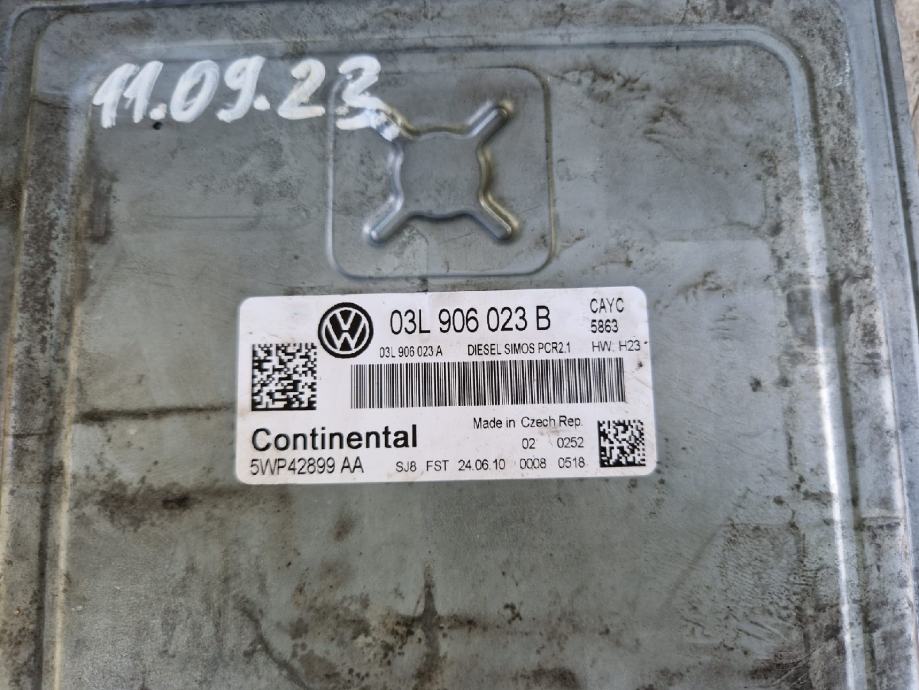 11.09.23
03L 906 023 B
CAYC
5863
03L 906 023 A DIESEL SIMOS PCR2.1 HW: H23
Continental
Made in Czech Rep.
02 0252
5WP42899 AA SJ8 FST 24.06.10 0008 0518